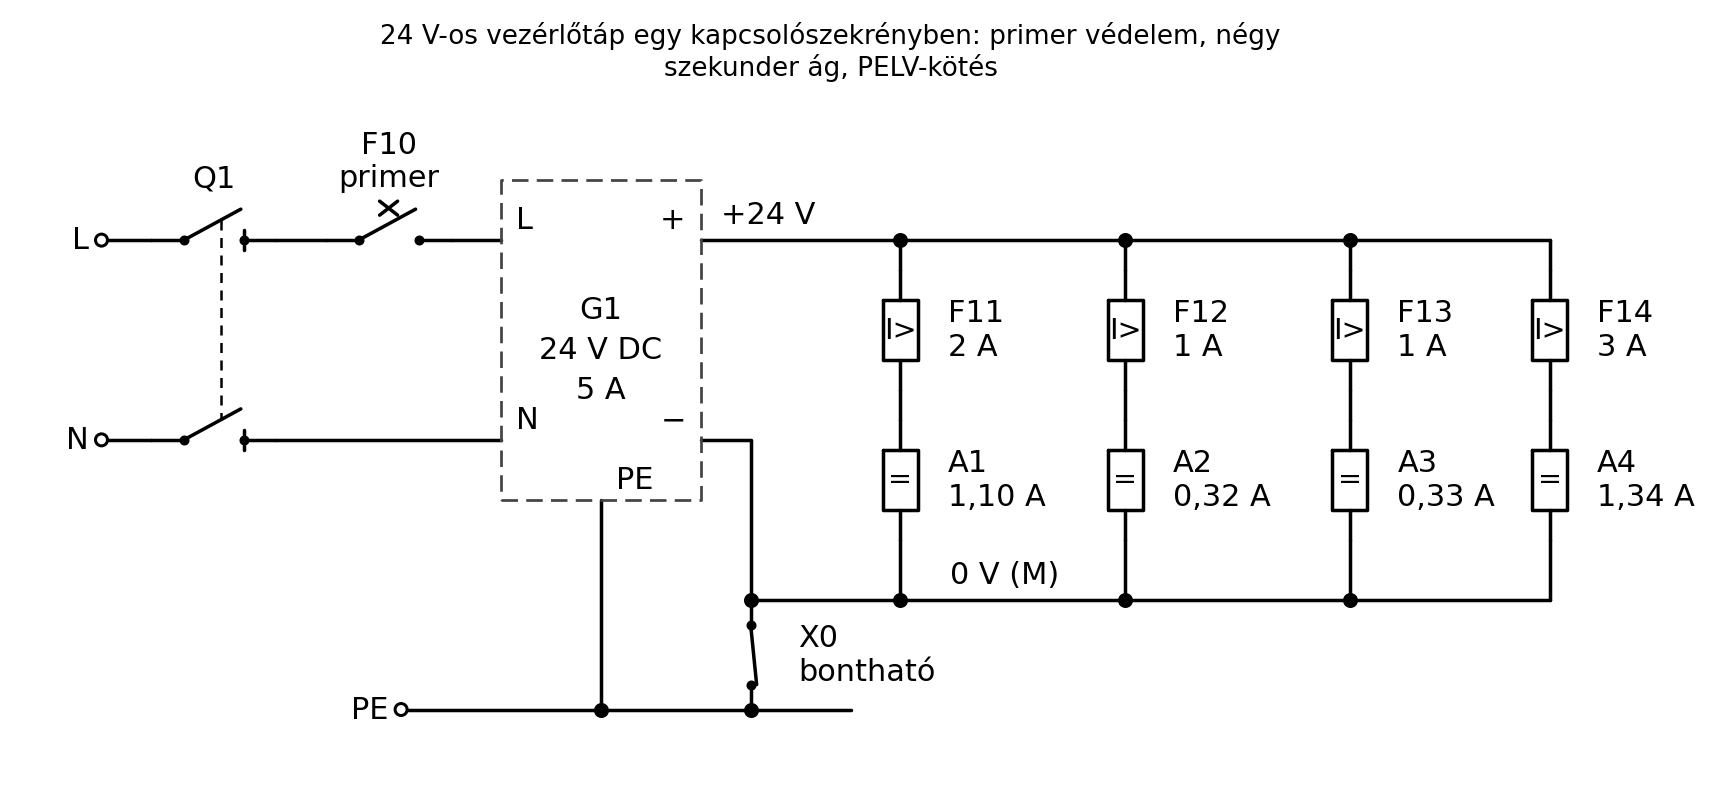 24 V-os vezérlőtáp egy kapcsolószekrényben: primer védelem, négy
szekunder ág, PELV-kötés
F10
primer
Q1
L
L
+
+24 V
G1
24 V DC
5 A
N
N
−
PE
F11
2 A
F12
1 A
F13
1 A
F14
3 A
I>
I>
I>
I>
A1
1,10 A
A2
0,32 A
A3
0,33 A
A4
1,34 A
=
=
=
=
0 V (M)
X0
bontható
PE